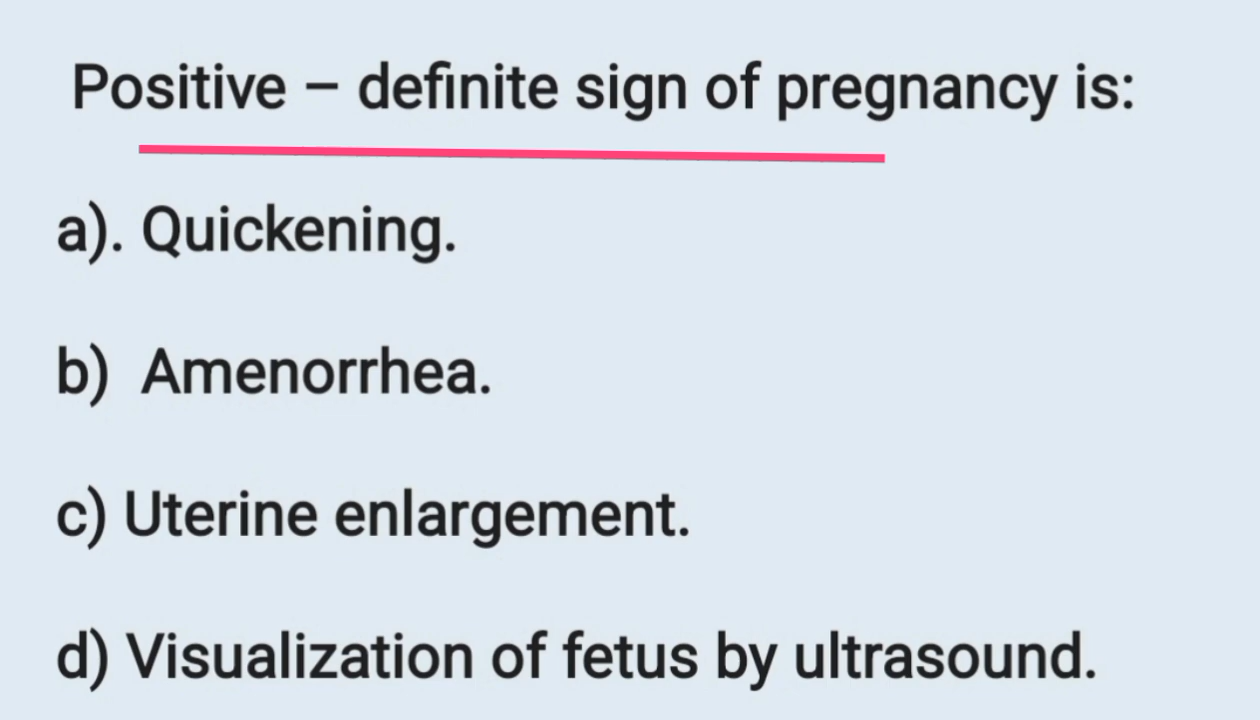 Positive – definite sign of pregnancy is:
a). Quickening.
b) Amenorrhea.
c) Uterine enlargement.
d) Visualization of fetus by ultrasound.